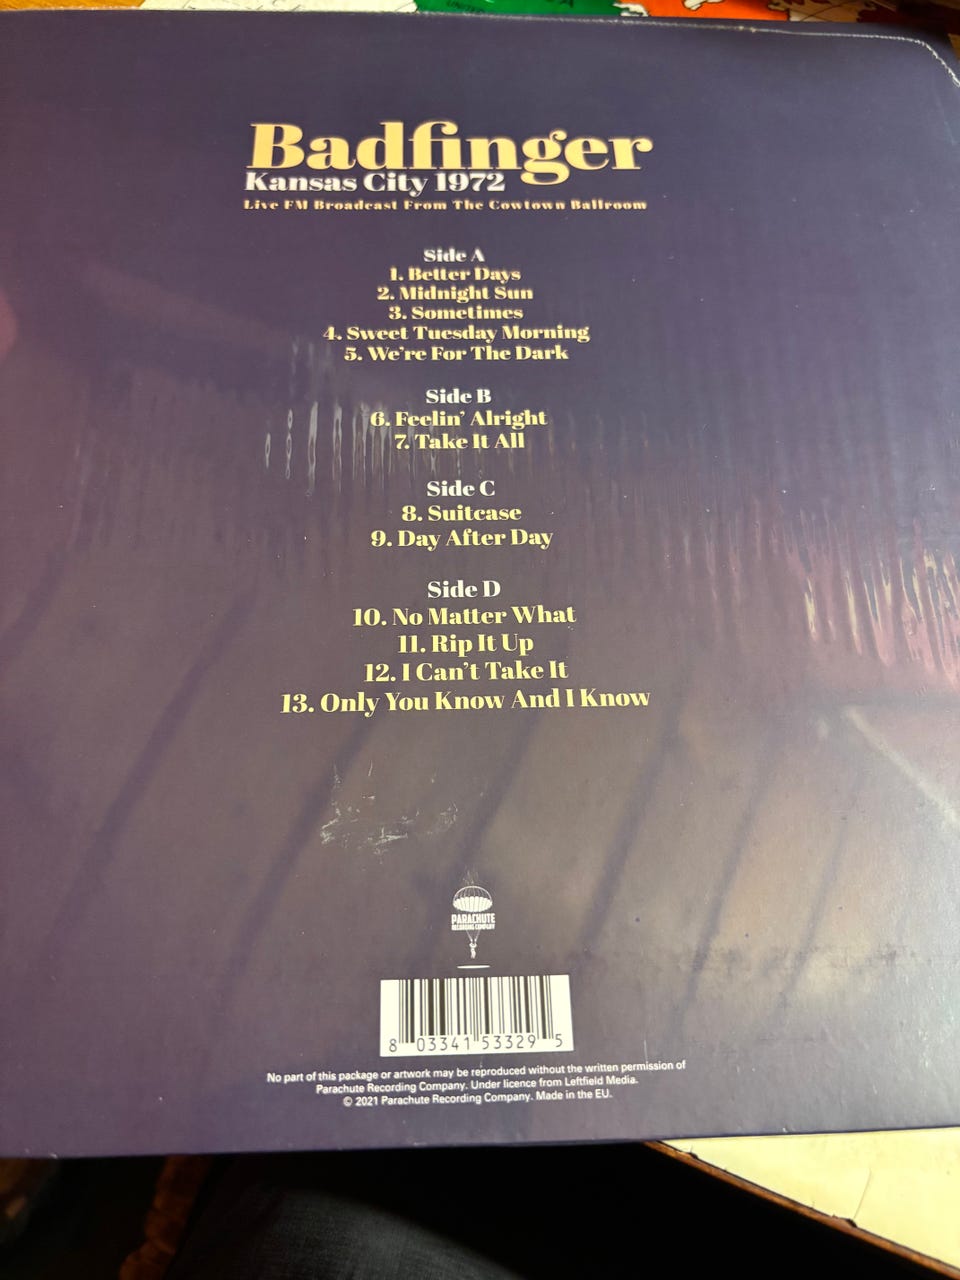 Badfinger
Kansas City 1972
Live FM Broadcast From The Cowtown Ballroom
Side A
1. Better Days
2. Midnight Sun
3. Sometimes
4. Sweet Tuesday Morning
5. We're For The Dark
Side B
6. Feelin' Alright
7. Take It All
Side C
8. Suitcase
9. Day After Day
Side D
10. No Matter What
11. Rip It Up
12. I Can't Take It
13. Only You Know And I Know
PARACHUTE
RECORDING COMPANY
8 03341 53329 5
No part of this package or artwork may be reproduced without the written permission of
Parachute Recording Company. Under licence from Leftfield Media.
© 2021 Parachute Recording Company. Made in the EU.